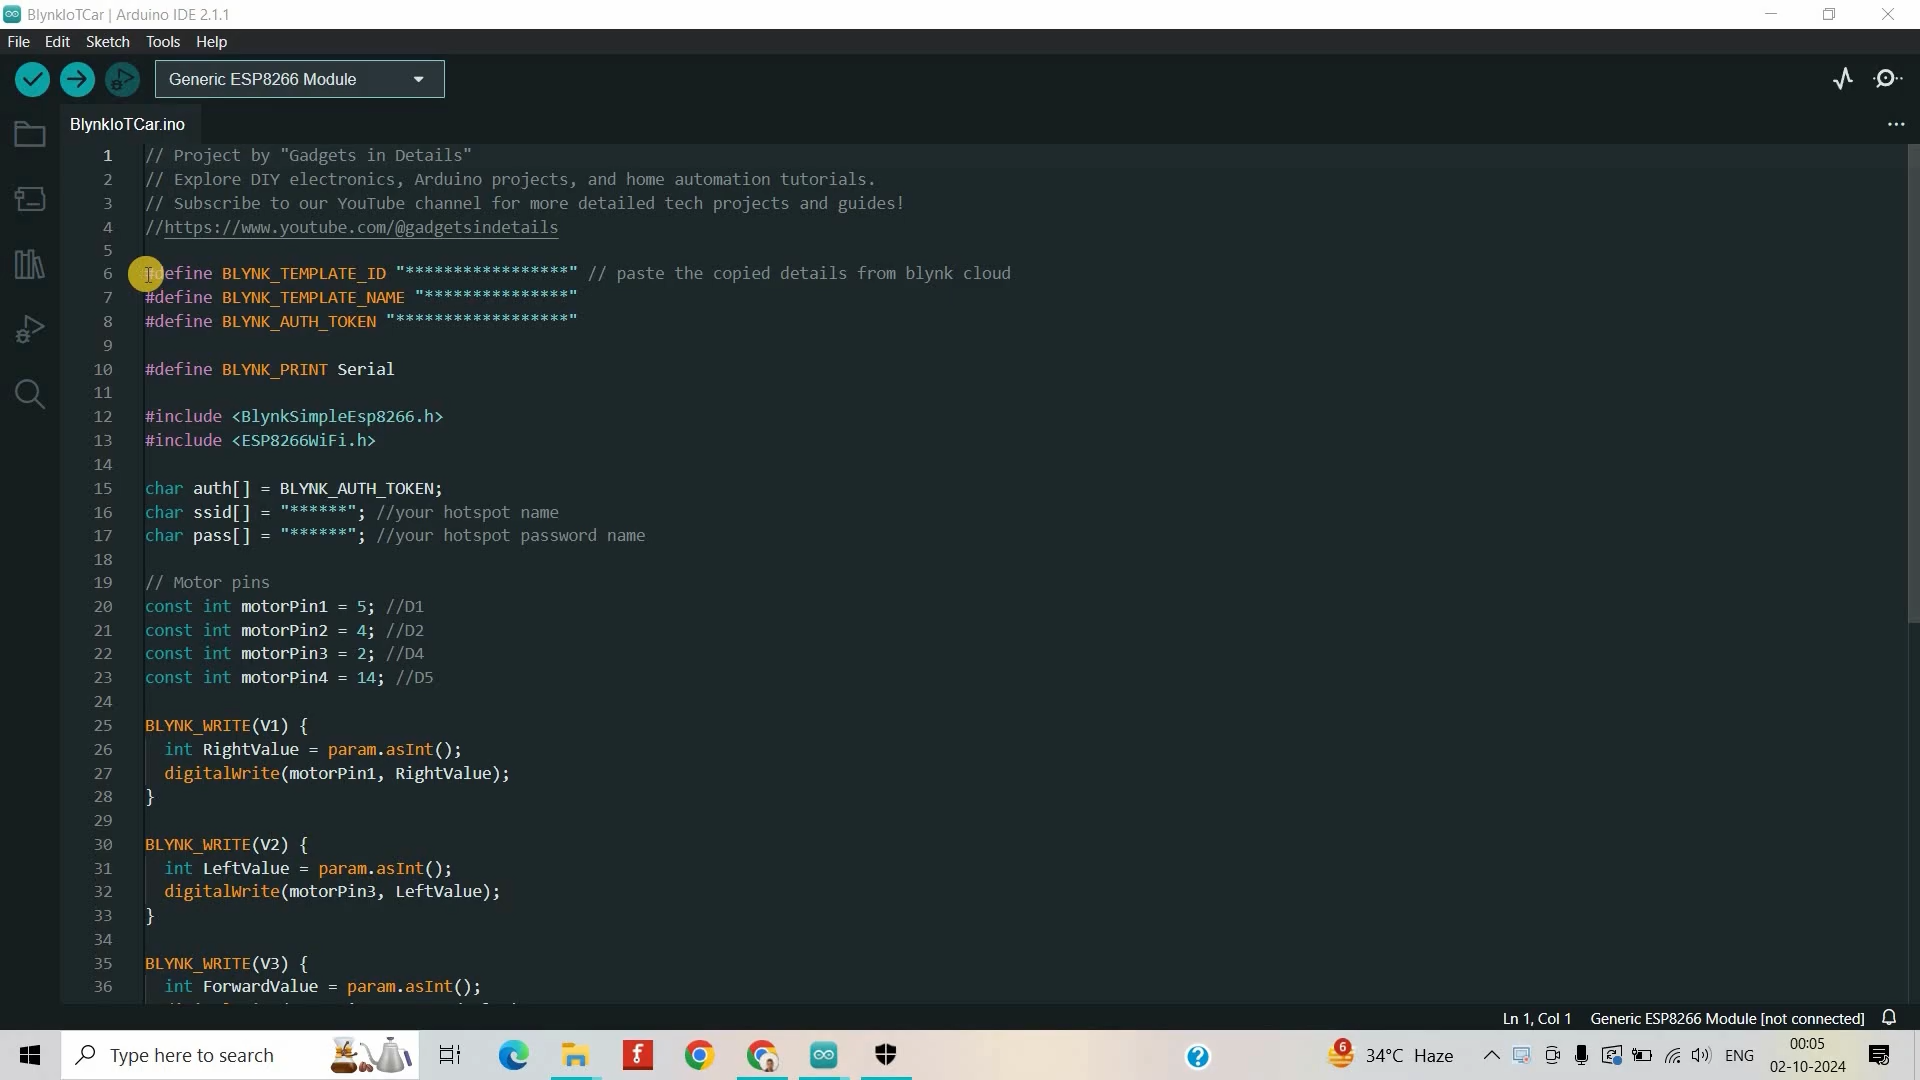 BlynkIoTCar | Arduino IDE 2.1.1
File Edit Sketch Tools Help
Generic ESP8266 Module
BlynkIoTCar.ino
1 // Project by "Gadgets in Details"
2 // Explore DIY electronics, Arduino projects, and home automation tutorials.
3 // Subscribe to our YouTube channel for more detailed tech projects and guides!
4 //https://www.youtube.com/@gadgetsindetails
5
6 #define BLYNK_TEMPLATE_ID "*****************" // paste the copied details from blynk cloud
7 #define BLYNK_TEMPLATE_NAME "***************"
8 #define BLYNK_AUTH_TOKEN "******************"
9
10 #define BLYNK_PRINT Serial
11
12 #include <BlynkSimpleEsp8266.h>
13 #include <ESP8266WiFi.h>
14
15 char auth[] = BLYNK_AUTH_TOKEN;
16 char ssid[] = "******"; //your hotspot name
17 char pass[] = "******"; //your hotspot password name
18
19 // Motor pins
20 const int motorPin1 = 5; //D1
21 const int motorPin2 = 4; //D2
22 const int motorPin3 = 2; //D4
23 const int motorPin4 = 14; //D5
24
25 BLYNK_WRITE(V1) {
26 int RightValue = param.asInt();
27 digitalWrite(motorPin1, RightValue);
28 }
29
30 BLYNK_WRITE(V2) {
31 int LeftValue = param.asInt();
32 digitalWrite(motorPin3, LeftValue);
33 }
34
35 BLYNK_WRITE(V3) {
36 int ForwardValue = param.asInt();
Ln 1, Col 1 Generic ESP8266 Module [not connected]
Type here to search
6 34°C Haze ENG
00:05
02-10-2024